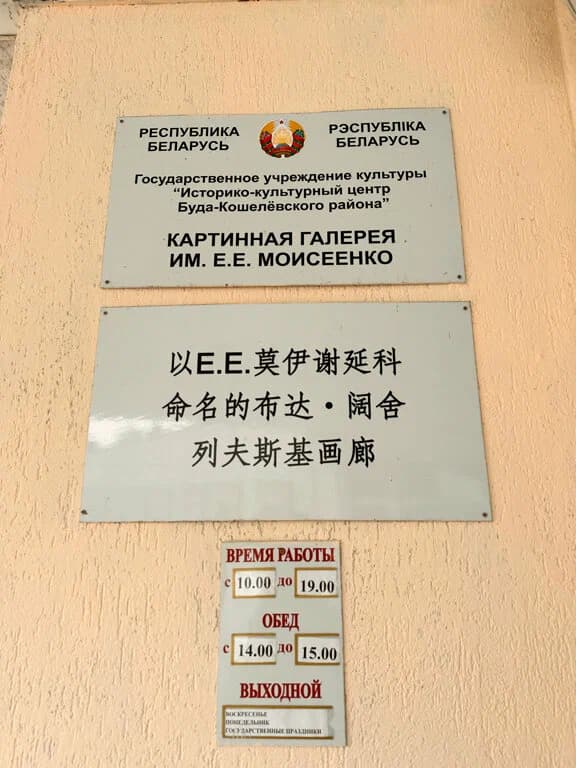 РЕСПУБЛИКА
БЕЛАРУСЬ
РЭСПУБЛІКА
БЕЛАРУСЬ
Государственное учреждение культуры
“Историко-культурный центр
Буда-Кошелёвского района”
КАРТИННАЯ ГАЛЕРЕЯ
ИМ. Е.Е. МОИСЕЕНКО
以E.E.莫伊谢延科
命名的布达·阔舍
列夫斯基画廊
ВРЕМЯ РАБОТЫ
с 10.00 до 19.00
ОБЕД
с 14.00 до 15.00
ВЫХОДНОЙ
ВОСКРЕСЕНЬЕ
ПОНЕДЕЛЬНИК
ГОСУДАРСТВЕННЫЕ ПРАЗДНИКИ